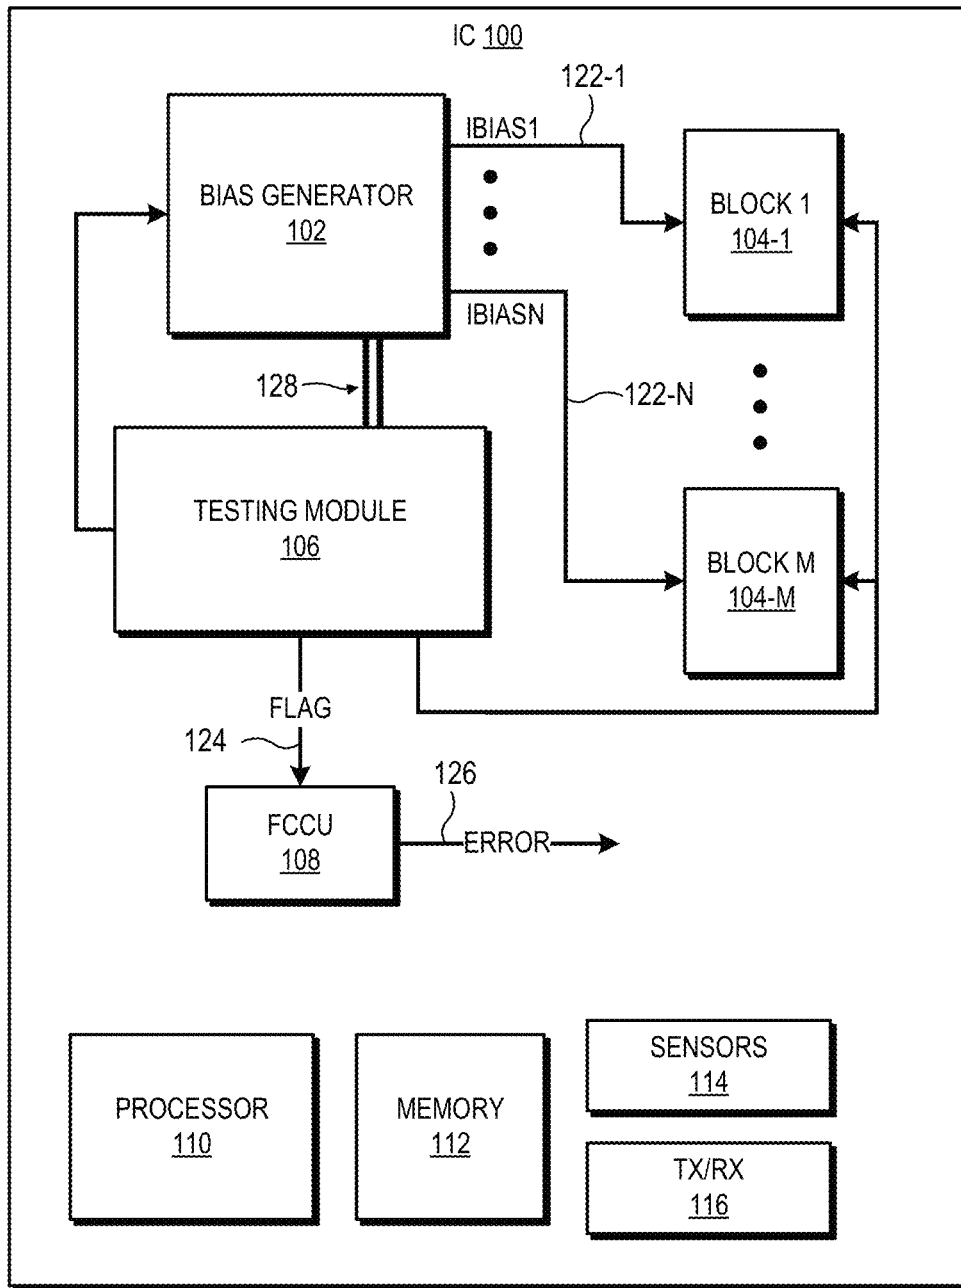 IC 100
122-1
IBIAS1
BIAS GENERATOR
102
BLOCK 1
104-1
IBIASN
128
122-N
TESTING MODULE
106
BLOCK M
104-M
FLAG
124
126
FCCU
108
ERROR
PROCESSOR
110
MEMORY
112
SENSORS
114
TX/RX
116